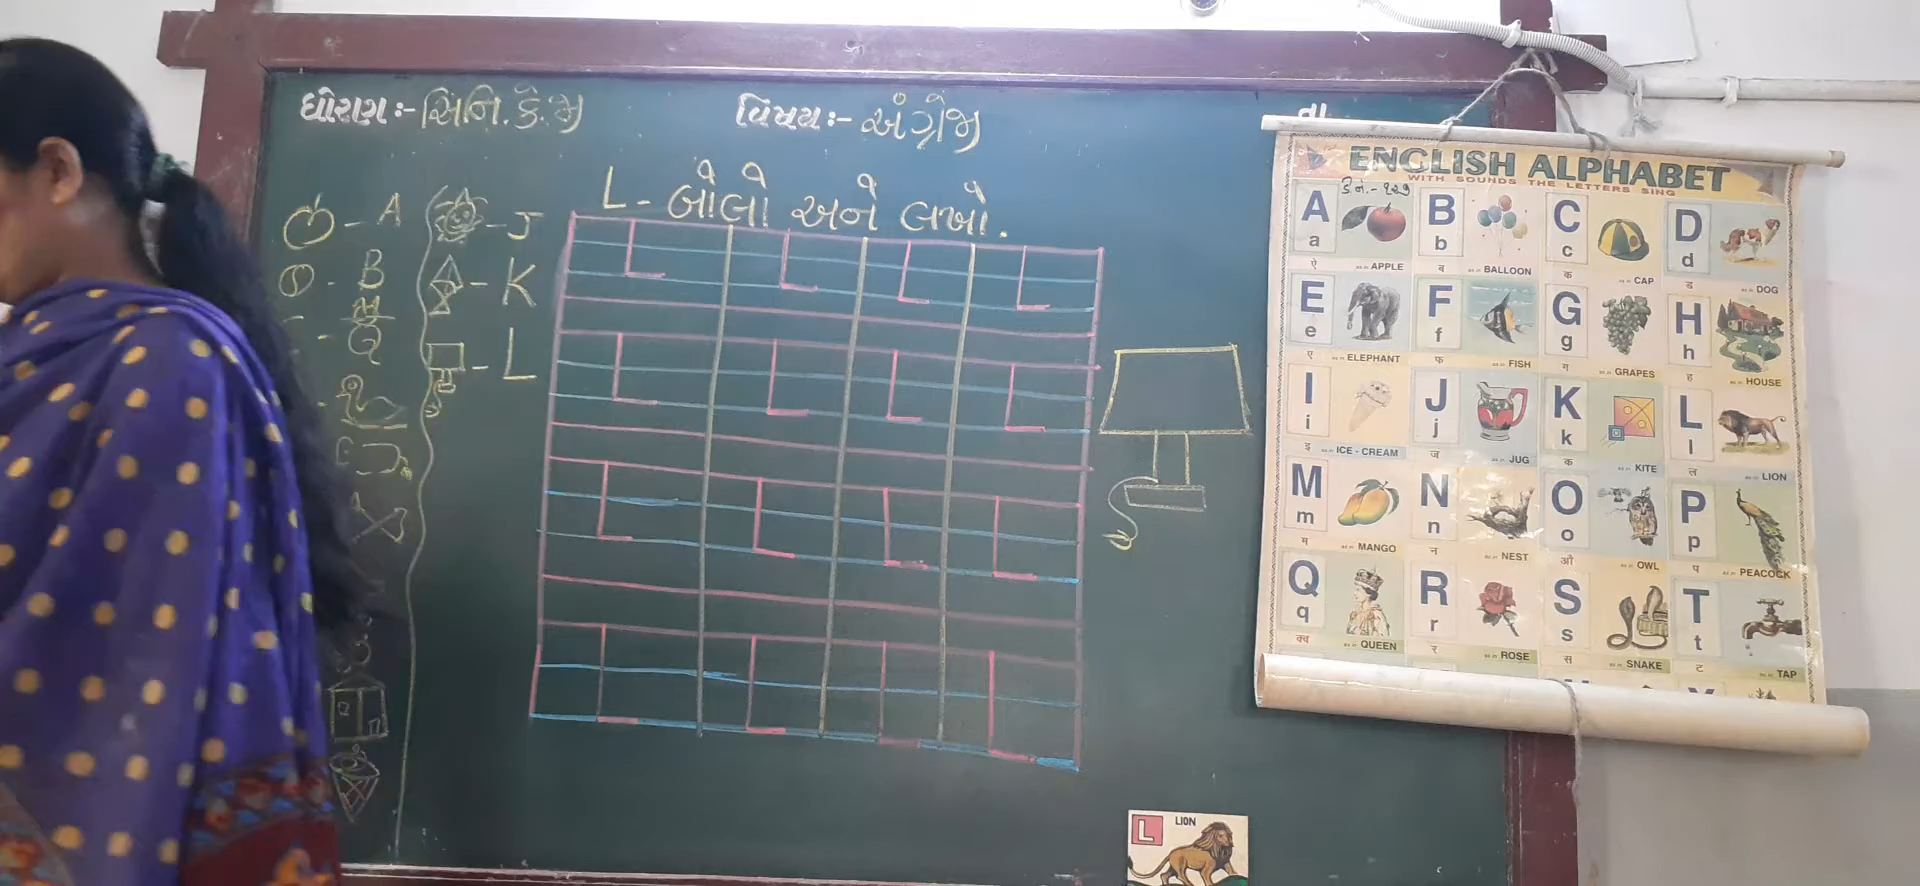 ધોરણ :- સિનિ. કે. જી
વિષય :- અંગ્રેજી
તા
L - બોલો અને લખો.
A
B
Q
J
K
L
L L L L
L L L L
L L L L
L L L L
ENGLISH ALPHABET
WITH SOUNDS THE LETTERS SING
A a APPLE
B b ब BALLOON
C c क CAP
D d ड DOG
E e ए ELEPHANT
F f फ FISH
G g ग GRAPES
H h ह HOUSE
I i इ ICE - CREAM
J j ज JUG
K k क KITE
L l ल LION
M m म MANGO
N n न NEST
O o औ OWL
P p प PEACOCK
Q q क्व QUEEN
R r र ROSE
S s स SNAKE
T t ट TAP
L LION